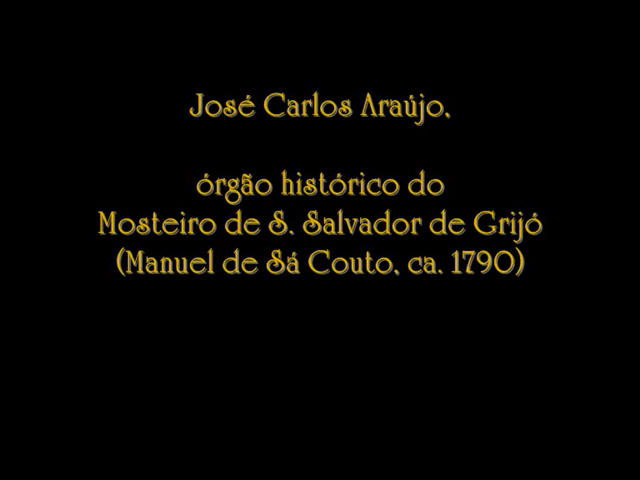 José Carlos Araújo,
órgão histórico do
Mosteiro de S. Salvador de Grijó
(Manuel de Sá Couto, ca. 1790)